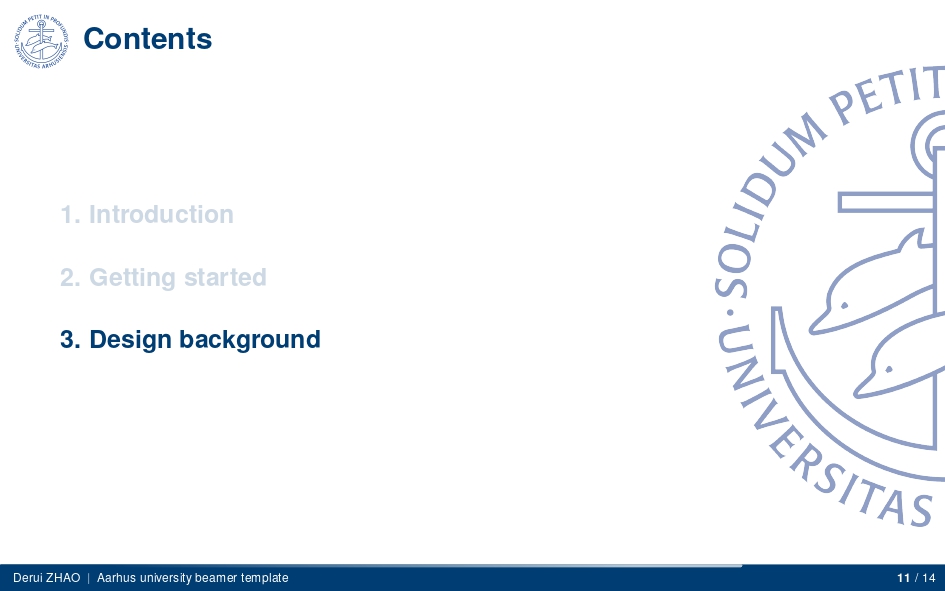 SOLIDUM PETIT IN PROFUNDIS
UNIVERSITAS ARHUSIENSIS
Contents
SOLIDUM PETIT
· UNIVERSITAS
1. Introduction
2. Getting started
3. Design background
Derui ZHAO | Aarhus university beamer template
11 / 14